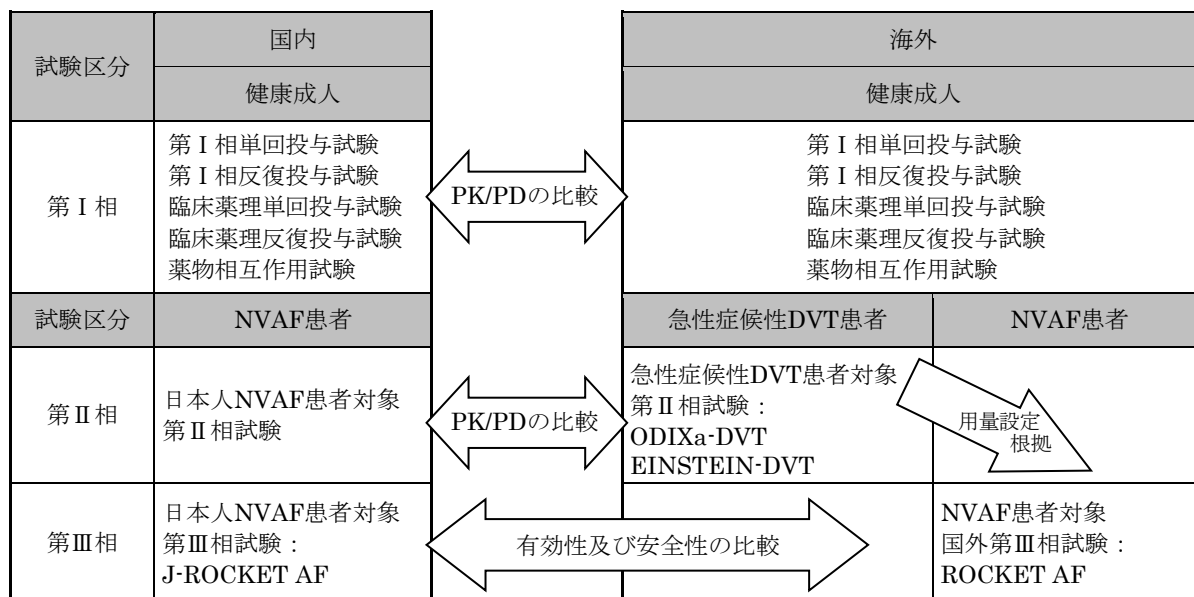 試験区分
国内
海外
健康成人
健康成人
第Ⅰ相
第Ⅰ相単回投与試験
第Ⅰ相反復投与試験
臨床薬理単回投与試験
臨床薬理反復投与試験
薬物相互作用試験
PK/PDの比較
第Ⅰ相単回投与試験
第Ⅰ相反復投与試験
臨床薬理単回投与試験
臨床薬理反復投与試験
薬物相互作用試験
試験区分
NVAF患者
急性症候性DVT患者
NVAF患者
第Ⅱ相
日本人NVAF患者対象
第Ⅱ相試験
PK/PDの比較
急性症候性DVT患者対象
第Ⅱ相試験：
ODIXa-DVT
EINSTEIN-DVT
用量設定
根拠
第Ⅲ相
日本人NVAF患者対象
第Ⅲ相試験：
J-ROCKET AF
有効性及び安全性の比較
NVAF患者対象
国外第Ⅲ相試験：
ROCKET AF